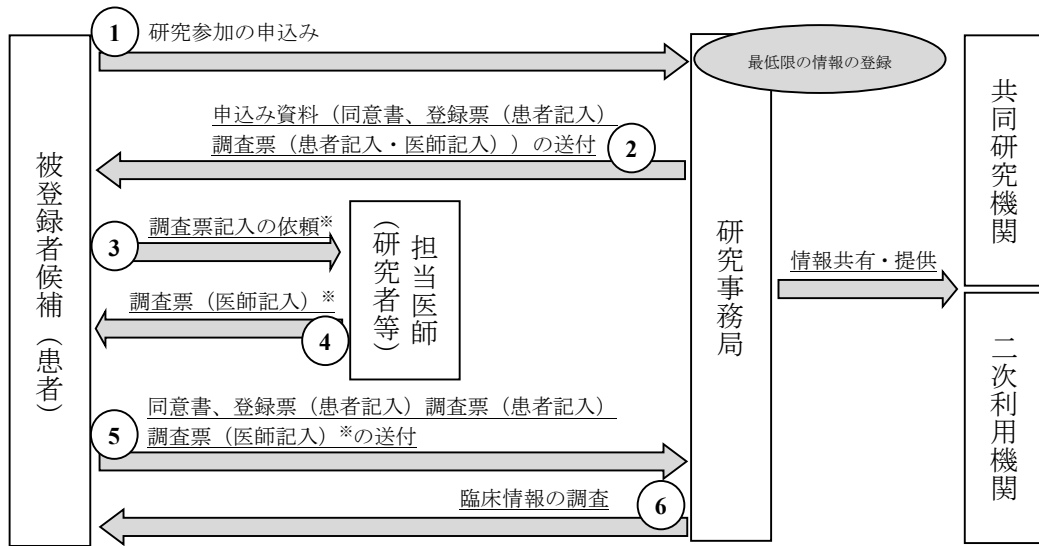 1
研究参加の申込み
最低限の情報の登録
申込み資料(同意書、登録票(患者記入)
調査票(患者記入・医師記入))の送付
2
被登録者候補(患者)
3
調査票記入の依頼※
担当医師
(研究者等)
調査票(医師記入)※
4
同意書、登録票(患者記入)調査票(患者記入)
5
調査票(医師記入)※の送付
臨床情報の調査
6
研究事務局
情報共有・提供
共同研究機関
二次利用機関